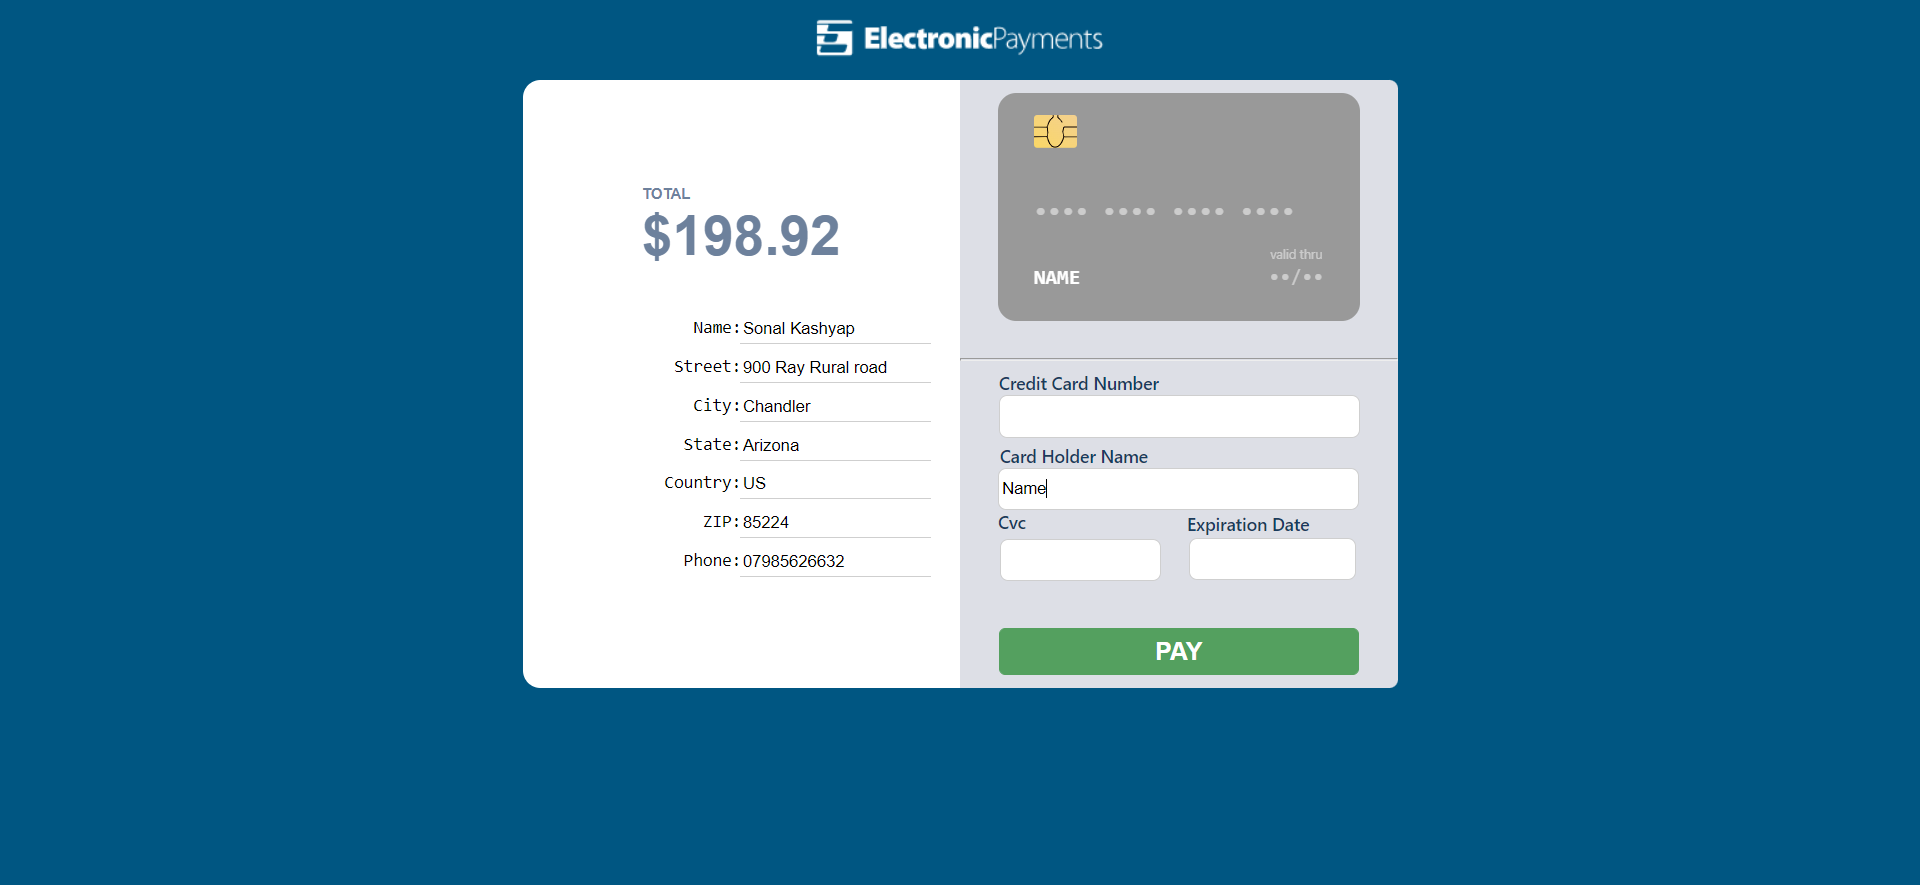 ElectronicPayments
TOTAL
$198.92
Name: Sonal Kashyap
Street: 900 Ray Rural road
City: Chandler
State: Arizona
Country: US
ZIP: 85224
Phone: 07985626632
•••• •••• •••• ••••
valid thru
NAME ••/••
Credit Card Number
Card Holder Name
Name
Cvc Expiration Date
PAY